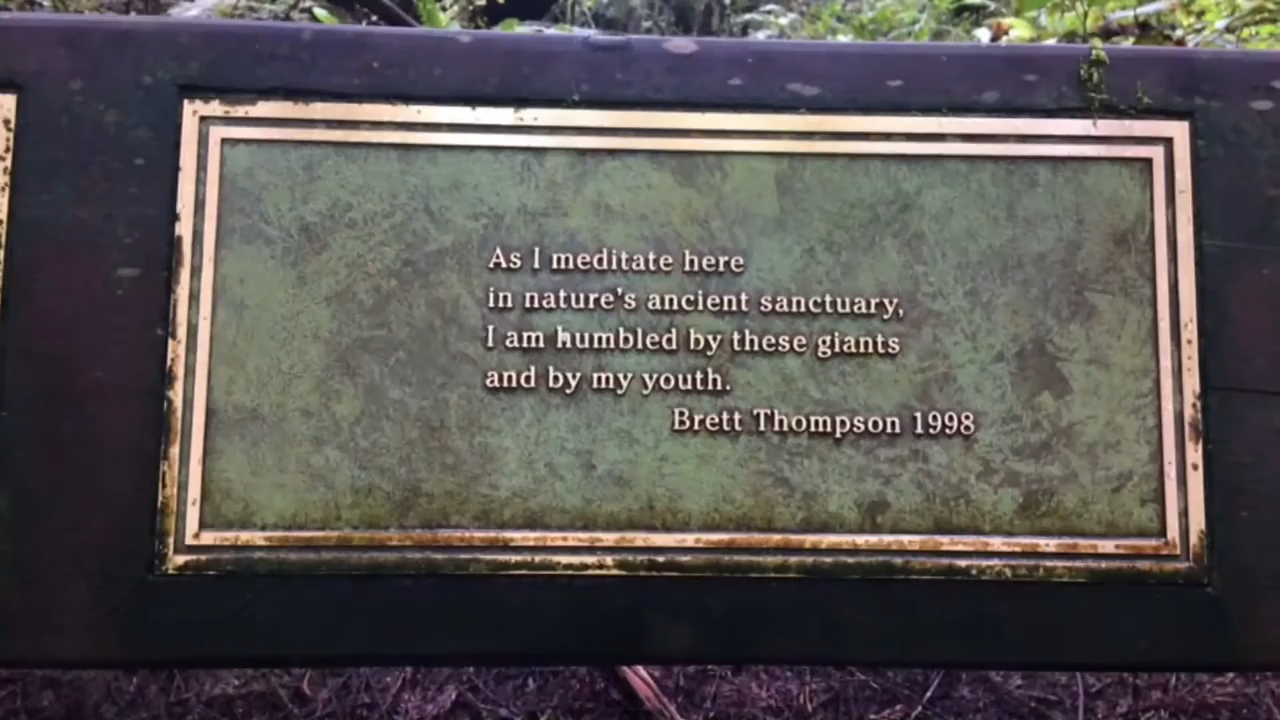 As I meditate here
in nature's ancient sanctuary,
I am humbled by these giants
and by my youth.
Brett Thompson 1998